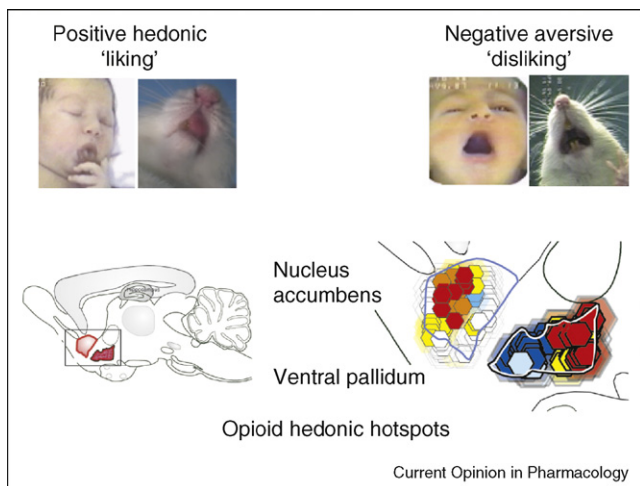 Positive hedonic
'liking'
Negative aversive
'disliking'
Nucleus
accumbens
Ventral pallidum
Opioid hedonic hotspots
Current Opinion in Pharmacology